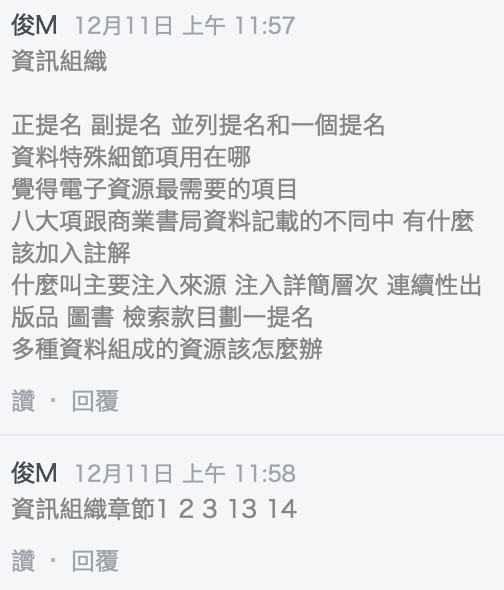 俊M 12月11日 上午 11:57
資訊組織
正提名 副提名 並列提名和一個提名
資料特殊細節項用在哪
覺得電子資源最需要的項目
八大項跟商業書局資料記載的不同中 有什麼
該加入註解
什麼叫主要注入來源 注入詳簡層次 連續性出
版品 圖書 檢索款目劃一提名
多種資料組成的資源該怎麼辦
讚 · 回覆
俊M 12月11日 上午 11:58
資訊組織章節1 2 3 13 14
讚 · 回覆